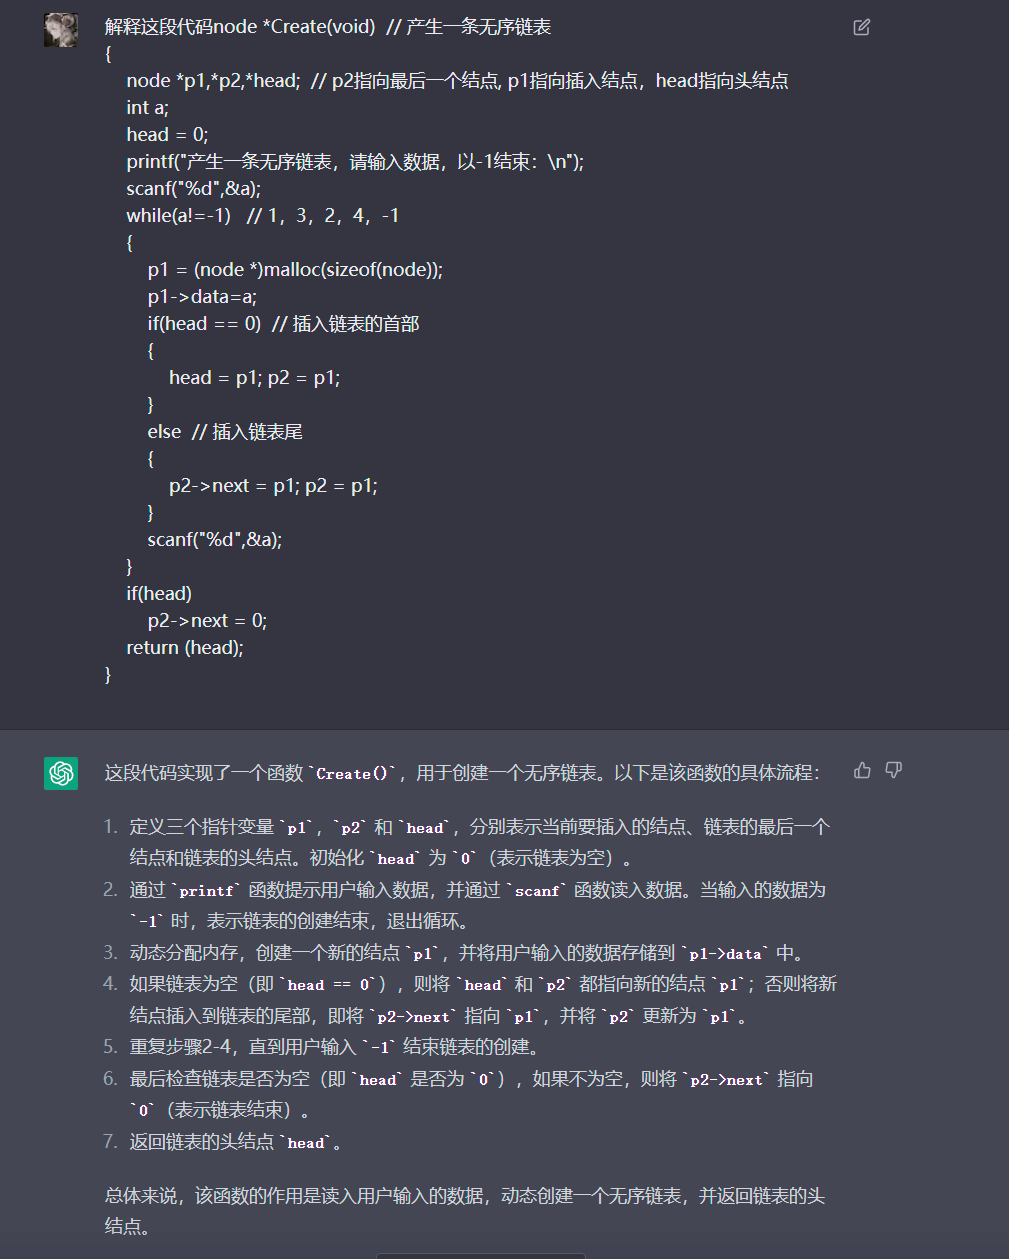 解释这段代码node *Create(void)  // 产生一条无序链表
{
    node *p1,*p2,*head;  // p2指向最后一个结点, p1指向插入结点，head指向头结点
    int a;
    head = 0;
    printf("产生一条无序链表，请输入数据，以-1结束：\n");
    scanf("%d",&a);
    while(a!=-1)   // 1，3，2，4，-1
    {
        p1 = (node *)malloc(sizeof(node));
        p1->data=a;
        if(head == 0)  // 插入链表的首部
        {
            head = p1; p2 = p1;
        }
        else  // 插入链表尾
        {
            p2->next = p1; p2 = p1;
        }
        scanf("%d",&a);
    }
    if(head)
        p2->next = 0;
    return (head);
}
这段代码实现了一个函数 `Create()`，用于创建一个无序链表。以下是该函数的具体流程：
1. 定义三个指针变量 `p1`，`p2` 和 `head`，分别表示当前要插入的结点、链表的最后一个
结点和链表的头结点。初始化 `head` 为 `0`（表示链表为空）。
2. 通过 `printf` 函数提示用户输入数据，并通过 `scanf` 函数读入数据。当输入的数据为
`-1` 时，表示链表的创建结束，退出循环。
3. 动态分配内存，创建一个新的结点 `p1`，并将用户输入的数据存储到 `p1->data` 中。
4. 如果链表为空（即 `head == 0`），则将 `head` 和 `p2` 都指向新的结点 `p1`；否则将新
结点插入到链表的尾部，即将 `p2->next` 指向 `p1`，并将 `p2` 更新为 `p1`。
5. 重复步骤2-4，直到用户输入 `-1` 结束链表的创建。
6. 最后检查链表是否为空（即 `head` 是否为 `0`），如果不为空，则将 `p2->next` 指向
`0`（表示链表结束）。
7. 返回链表的头结点 `head`。
总体来说，该函数的作用是读入用户输入的数据，动态创建一个无序链表，并返回链表的头
结点。